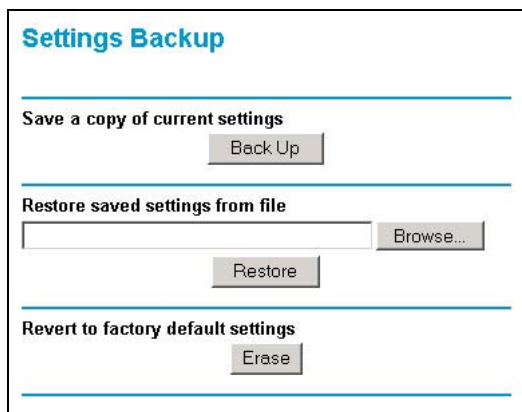 Settings Backup
Save a copy of current settings
Back Up
Restore saved settings from file
Browse...
Restore
Revert to factory default settings
Erase